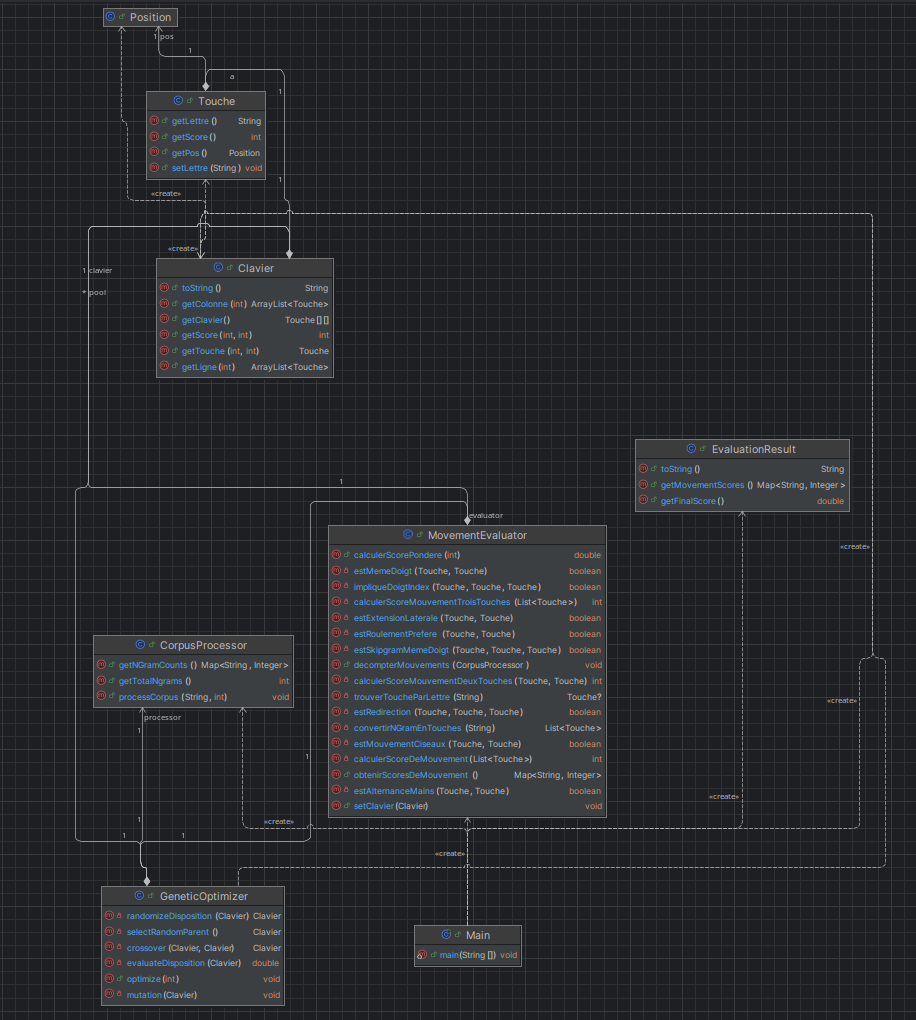 Position
1 pos
1
a
1
Touche
getLettre () String
getScore () int
getPos () Position
setLettre (String) void
1
«create»
«create»
Clavier
1 clavier
* pool
toString () String
getColonne (int) ArrayList<Touche>
getClavier() Touche[][]
getScore (int, int) int
getTouche (int, int) Touche
getLigne (int) ArrayList<Touche>
EvaluationResult
toString () String
getMovementScores () Map<String, Integer>
getFinalScore () double
1
evaluator
«create»
MovementEvaluator
calculerScorePondere (int) double
estMemeDoigt (Touche, Touche) boolean
impliqueDoigtIndex (Touche, Touche, Touche) boolean
calculerScoreMouvementTroisTouches (List<Touche>) int
estExtensionLaterale (Touche, Touche) boolean
estRoulementPrefere (Touche, Touche) boolean
estSkipgramMemeDoigt (Touche, Touche, Touche) boolean
decompterMouvements (CorpusProcessor) void
calculerScoreMouvementDeuxTouches (Touche, Touche) int
trouverToucheParLettre (String) Touche?
estRedirection (Touche, Touche, Touche) boolean
convertirNGramEnTouches (String) List<Touche>
estMouvementCiseaux (Touche, Touche) boolean
calculerScoreDeMouvement (List<Touche>) int
obtenirScoresDeMouvement () Map<String, Integer>
estAlternanceMains (Touche, Touche) boolean
setClavier (Clavier) void
CorpusProcessor
getNGramCounts () Map<String, Integer>
getTotalNgrams () int
processCorpus (String, int) void
processor
1
«create»
1
«create»
1
«create»
1
1
«create»
GeneticOptimizer
randomizeDisposition (Clavier) Clavier
selectRandomParent () Clavier
crossover (Clavier, Clavier) Clavier
evaluateDisposition (Clavier) double
optimize (int) void
mutation (Clavier) void
Main
main(String []) void